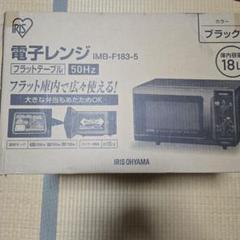 IRIS
電子レンジ IMB-F183-5
フラットテーブル 50Hz
フラット庫内で広々使える!
大きな弁当もあたためOK
カラー
ブラック
庫内容量
18L
IRIS OHYAMA